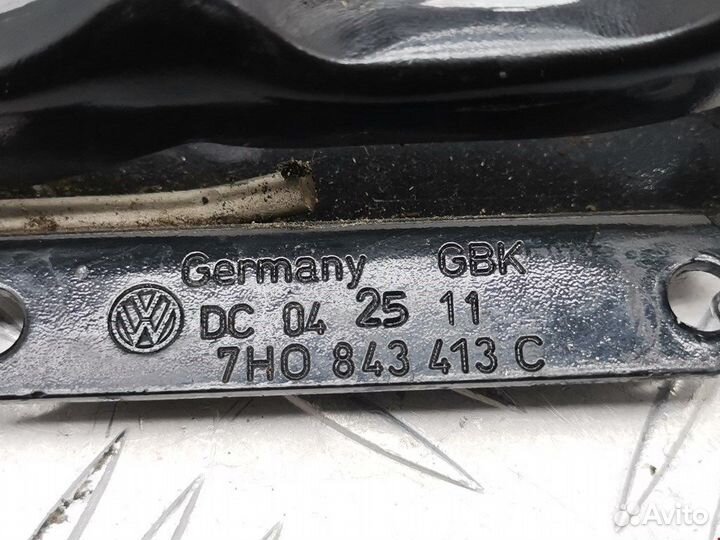 Germany GBK
DC 04 25 11
7H0 843 413 C
Avito